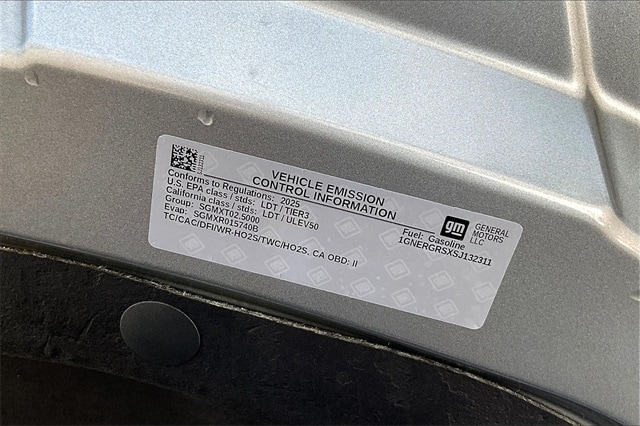 VEHICLE EMISSION
CONTROL INFORMATION
Conforms to Regulations: 2025
U.S. EPA class / stds: LDT / TIER3
California class / stds: LDT / ULEV50
Group: SGMXT02.5000
Evap: SGMXR015740B
TC/CAC/DFI/WR-HO2S/TWC/HO2S, CA OBD: II
Fuel: Gasoline
1GNERGRSXSJ132311
gm
GENERAL
MOTORS
LLC